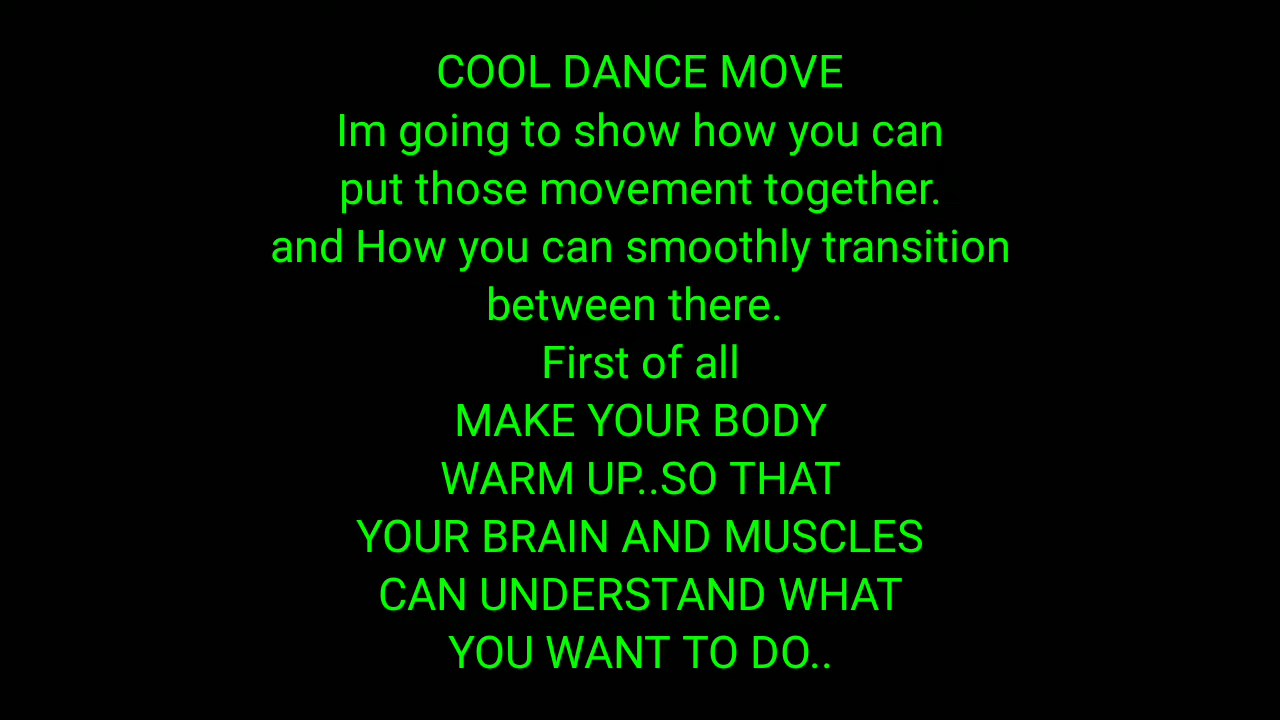 COOL DANCE MOVE
Im going to show how you can
put those movement together.
and How you can smoothly transition
between there.
First of all
MAKE YOUR BODY
WARM UP..SO THAT
YOUR BRAIN AND MUSCLES
CAN UNDERSTAND WHAT
YOU WANT TO DO..